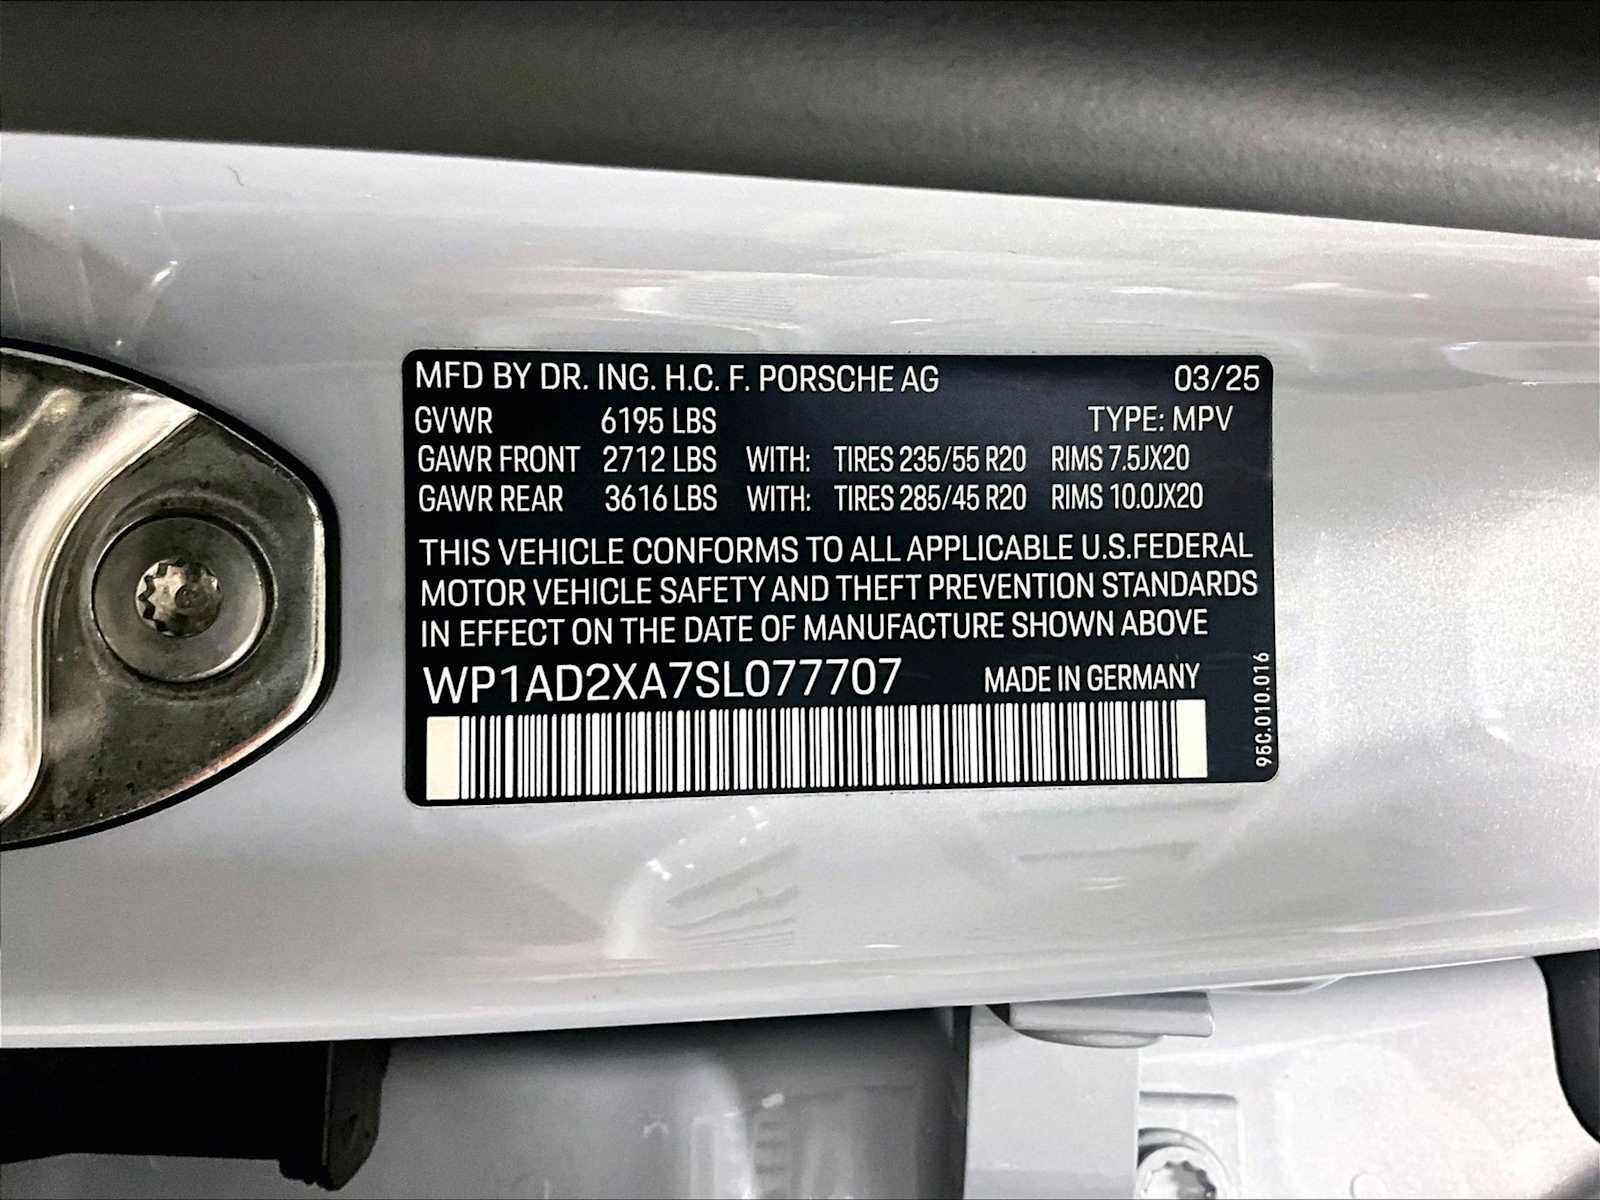 MFD BY DR. ING. H.C. F. PORSCHE AG 03/25
GVWR 6195 LBS TYPE: MPV
GAWR FRONT 2712 LBS WITH: TIRES 235/55 R20 RIMS 7.5JX20
GAWR REAR 3616 LBS WITH: TIRES 285/45 R20 RIMS 10.0JX20
THIS VEHICLE CONFORMS TO ALL APPLICABLE U.S.FEDERAL
MOTOR VEHICLE SAFETY AND THEFT PREVENTION STANDARDS
IN EFFECT ON THE DATE OF MANUFACTURE SHOWN ABOVE
WP1AD2XA7SL077707 MADE IN GERMANY
95C.010.016